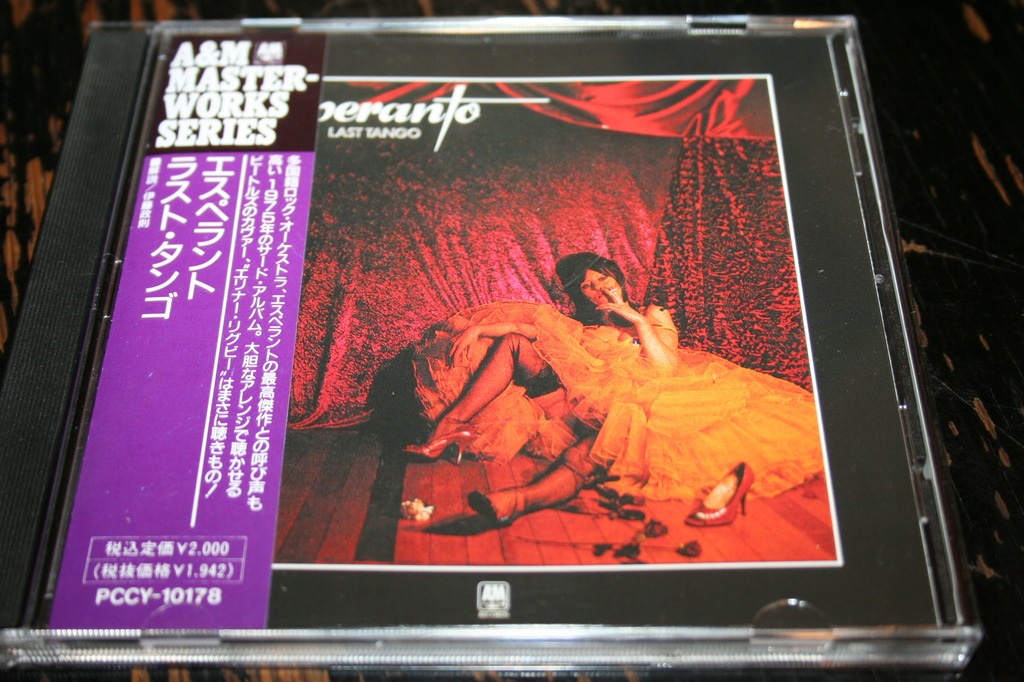 A&M
MASTER-
WORKS
SERIES
エスペラント
ラスト・タンゴ
解説/伊藤政則
多国籍ロック・オーケストラ、エスペラントの最高傑作との呼び声も
高い1975年のサード・アルバム。大胆なアレンジで聴かせる
ビートルズのカヴァー、“エリナー・リグビー”はまさに聴きもの!
税込定価¥2,000
(税抜価格¥1,942)
PCCY-10178
peranto
LAST TANGO
A&M